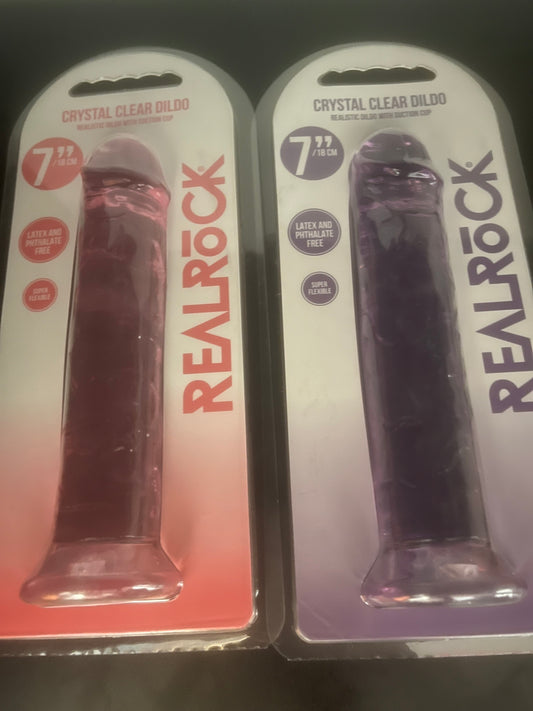 CRYSTAL CLEAR DILDO
REALISTIC DILDO WITH SUCTION CUP
7”
/18 CM
LATEX AND
PHTHALATE
FREE
SUPER
FLEXIBLE
REALROCK®
CRYSTAL CLEAR DILDO
REALISTIC DILDO WITH SUCTION CUP
7”
/18 CM
LATEX AND
PHTHALATE
FREE
SUPER
FLEXIBLE
REALRŌCK®